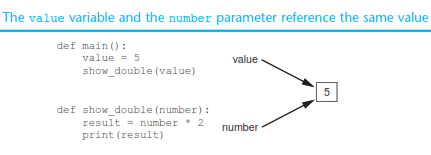 The value variable and the number parameter reference the same value
def main():
    value = 5
    show_double(value)
value
5
def show_double(number):
    result = number * 2
    print(result)
number